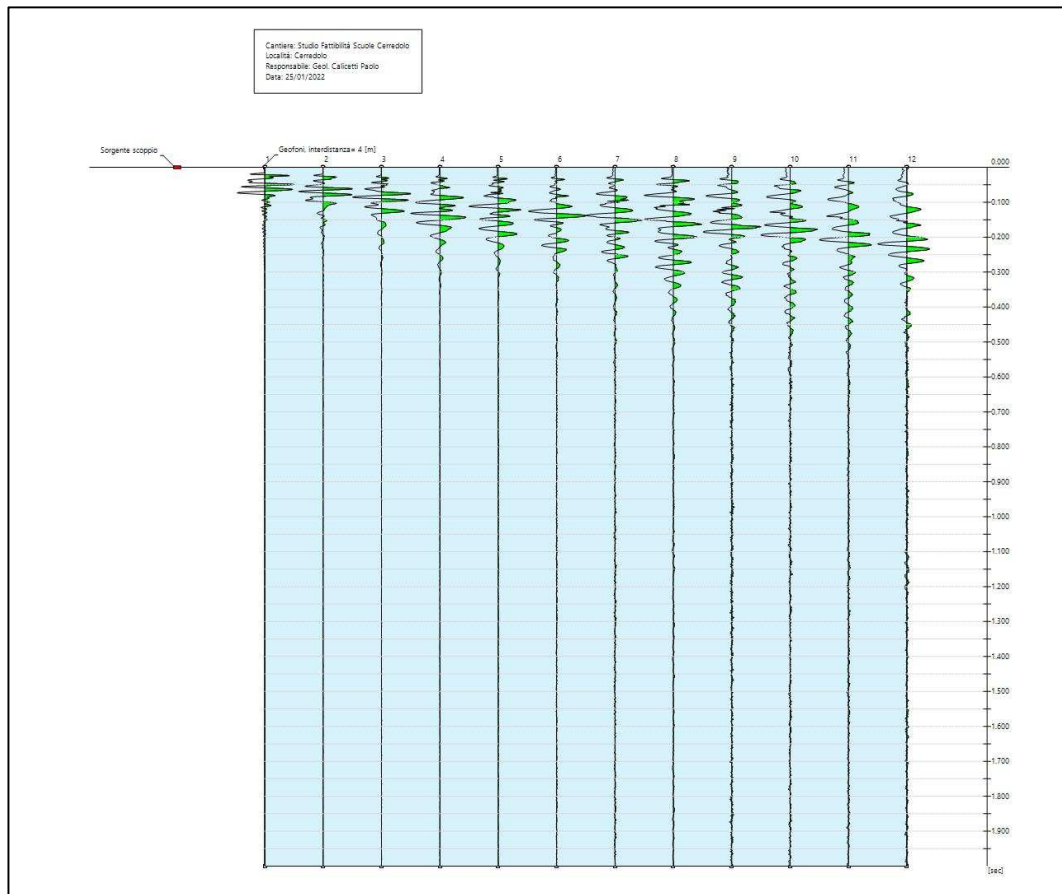 Cantiere: Studio Fattibilità Scuole Cerredolo
Località: Cerredolo
Responsabile: Geol. Calicetti Paolo
Data: 25/01/2022
Sorgente scoppio
Geofoni, interdistanza= 4 [m]
1 2 3 4 5 6 7 8 9 10 11 12
0.000
0.100
0.200
0.300
0.400
0.500
0.600
0.700
0.800
0.900
1.000
1.100
1.200
1.300
1.400
1.500
1.600
1.700
1.800
1.900
[sec]